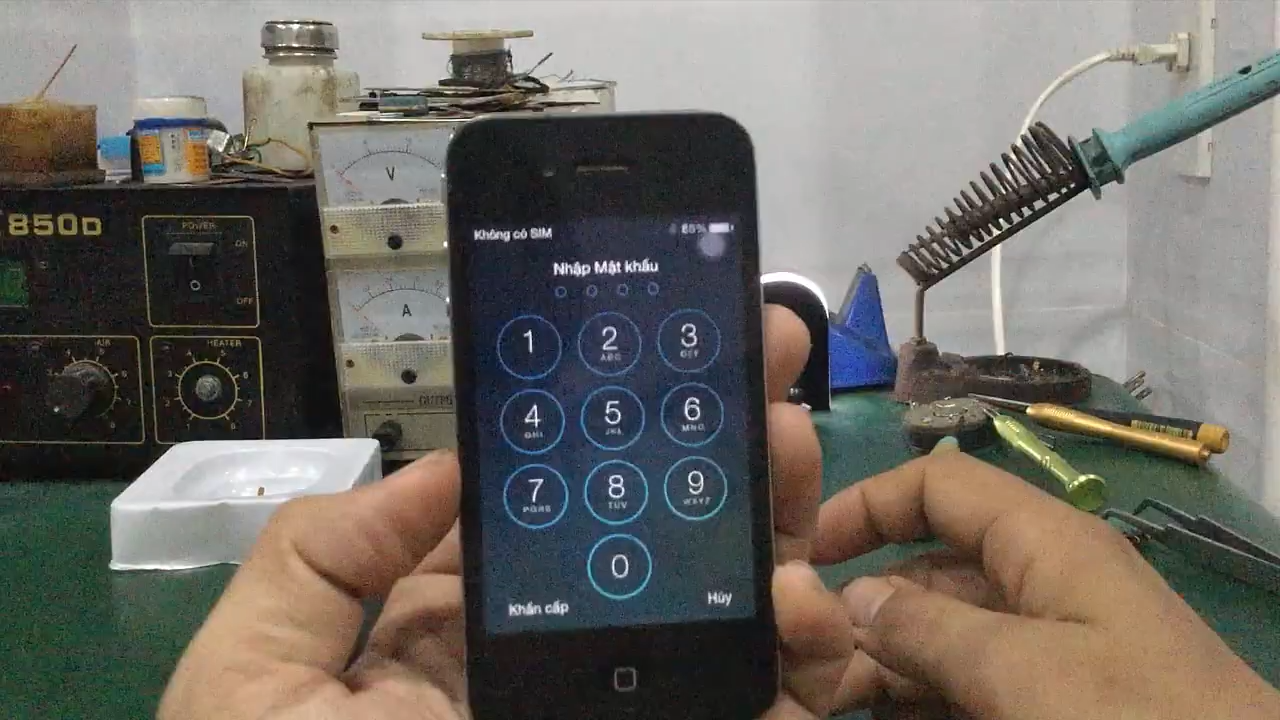 850D
POWER
ON
OFF
AIR
HEATER
V
A
Không có SIM
65%
Nhập Mật khẩu
1
2
ABC
3
DEF
4
GHI
5
JKL
6
MNO
7
PQRS
8
TUV
9
WXYZ
0
Khẩn cấp
Hủy